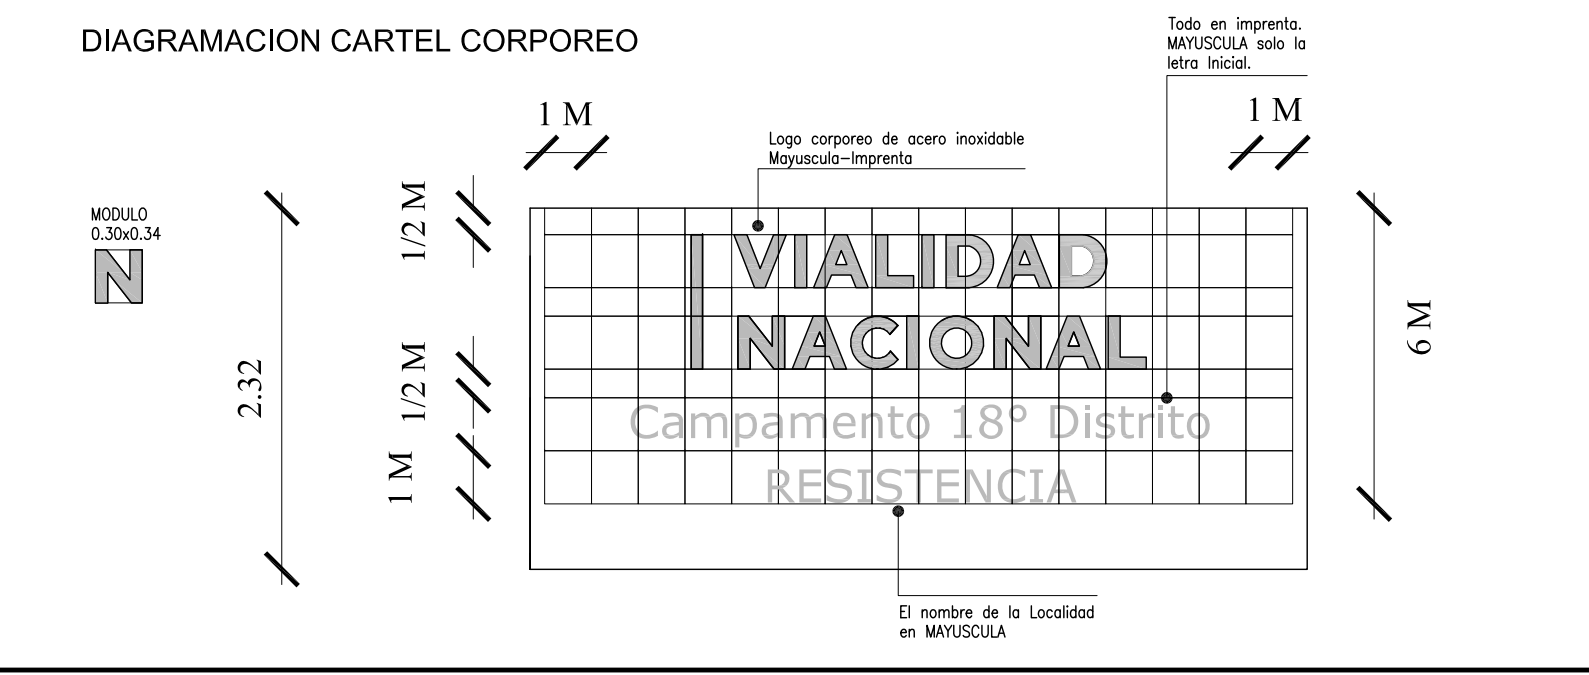 DIAGRAMACION CARTEL CORPOREO
Todo en imprenta.
MAYUSCULA solo la
letra Inicial.
1 M
1 M
Logo corporeo de acero inoxidable
Mayuscula-Imprenta
MODULO
0.30x0.34
N
2.32
1/2 M
1/2 M
1 M
VIALIDAD
NACIONAL
Campamento 18° Distrito
RESISTENCIA
6 M
El nombre de la Localidad
en MAYUSCULA